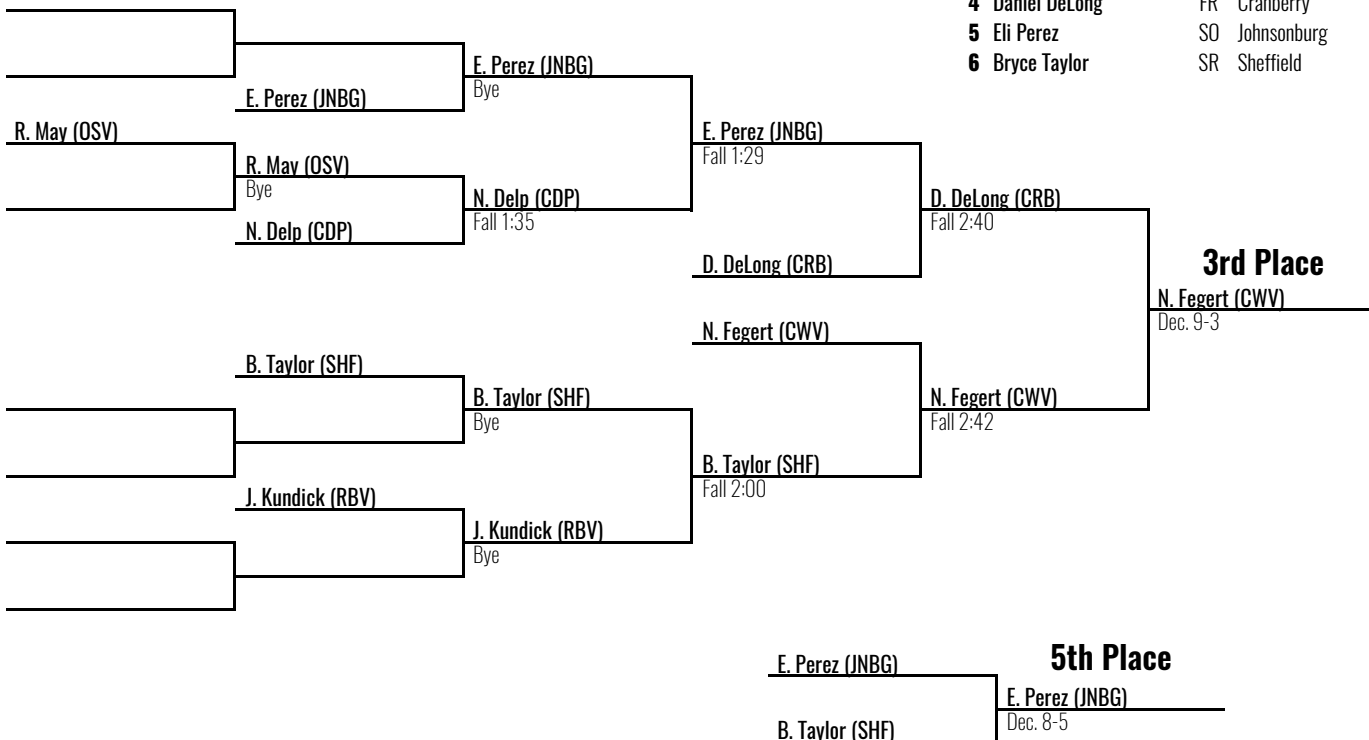 4 Daniel DeLong FR Cranberry
5 Eli Perez SO Johnsonburg
6 Bryce Taylor SR Sheffield
E. Perez (JNBG)
Bye
E. Perez (JNBG)
R. May (OSV)
E. Perez (JNBG)
Fall 1:29
R. May (OSV)
Bye
N. Delp (CDP)
Fall 1:35
D. DeLong (CRB)
Fall 2:40
N. Delp (CDP)
D. DeLong (CRB)
3rd Place
N. Fegert (CWV)
Dec. 9-3
N. Fegert (CWV)
B. Taylor (SHF)
B. Taylor (SHF)
Bye
N. Fegert (CWV)
Fall 2:42
B. Taylor (SHF)
Fall 2:00
J. Kundick (RBV)
J. Kundick (RBV)
Bye
5th Place
E. Perez (JNBG)
E. Perez (JNBG)
Dec. 8-5
B. Taylor (SHF)